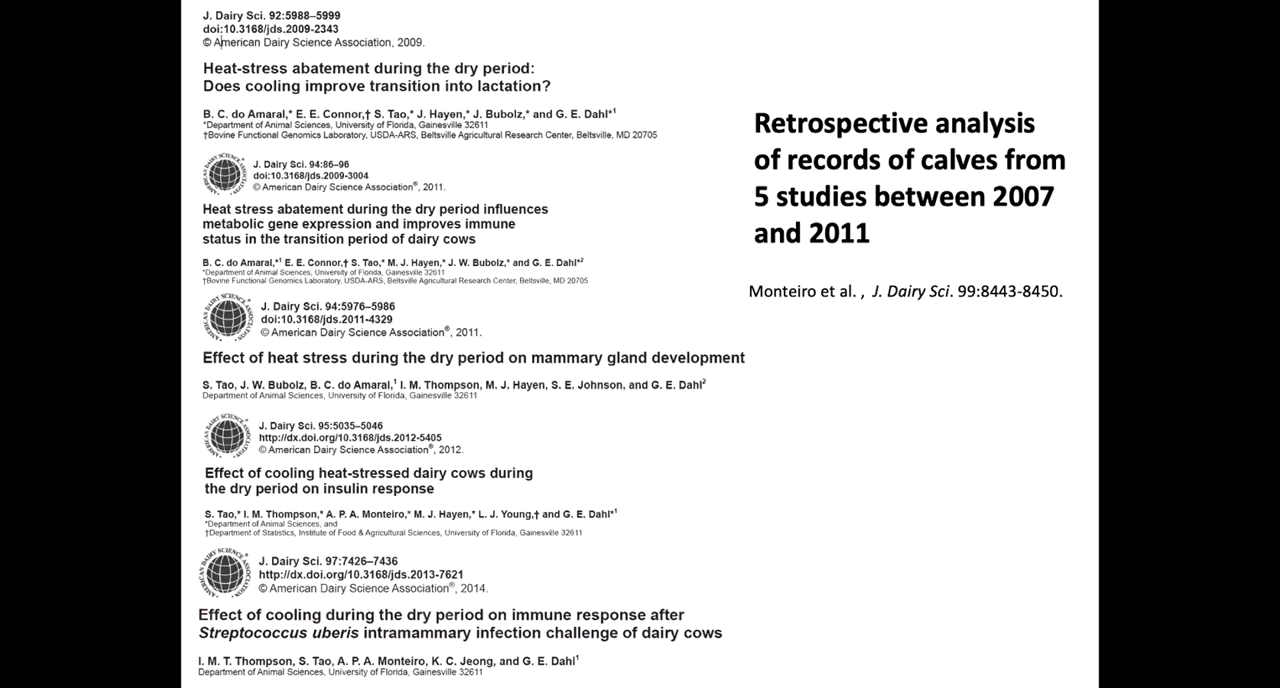 J. Dairy Sci. 92:5988–5999
doi:10.3168/jds.2009-2343
© American Dairy Science Association, 2009.
Heat-stress abatement during the dry period:
Does cooling improve transition into lactation?
B. C. do Amaral,* E. E. Connor,† S. Tao,* J. Hayen,* J. Bubolz,* and G. E. Dahl*1
*Department of Animal Sciences, University of Florida, Gainesville 32611
†Bovine Functional Genomics Laboratory, USDA-ARS, Beltsville Agricultural Research Center, Beltsville, MD 20705
J. Dairy Sci. 94:86–96
doi:10.3168/jds.2009-3004
© American Dairy Science Association®, 2011.
Heat stress abatement during the dry period influences
metabolic gene expression and improves immune
status in the transition period of dairy cows
B. C. do Amaral,*1 E. E. Connor,† S. Tao,* M. J. Hayen,* J. W. Bubolz,* and G. E. Dahl*2
*Department of Animal Sciences, University of Florida, Gainesville 32611
†Bovine Functional Genomics Laboratory, USDA-ARS, Beltsville Agricultural Research Center, Beltsville, MD 20705
J. Dairy Sci. 94:5976–5986
doi:10.3168/jds.2011-4329
© American Dairy Science Association®, 2011.
Effect of heat stress during the dry period on mammary gland development
S. Tao, J. W. Bubolz, B. C. do Amaral,1 I. M. Thompson, M. J. Hayen, S. E. Johnson, and G. E. Dahl2
Department of Animal Sciences, University of Florida, Gainesville 32611
J. Dairy Sci. 95:5035–5046
http://dx.doi.org/10.3168/jds.2012-5405
© American Dairy Science Association®, 2012.
Effect of cooling heat-stressed dairy cows during
the dry period on insulin response
S. Tao,* I. M. Thompson,* A. P. A. Monteiro,* M. J. Hayen,* L. J. Young,† and G. E. Dahl*1
*Department of Animal Sciences, and
†Department of Statistics, Institute of Food & Agricultural Sciences, University of Florida, Gainesville 32611
J. Dairy Sci. 97:7426–7436
http://dx.doi.org/10.3168/jds.2013-7621
© American Dairy Science Association®, 2014.
Effect of cooling during the dry period on immune response after
Streptococcus uberis intramammary infection challenge of dairy cows
I. M. T. Thompson, S. Tao, A. P. A. Monteiro, K. C. Jeong, and G. E. Dahl1
Department of Animal Sciences, University of Florida, Gainesville 32611
Retrospective analysis
of records of calves from
5 studies between 2007
and 2011
Monteiro et al. , J. Dairy Sci. 99:8443-8450.